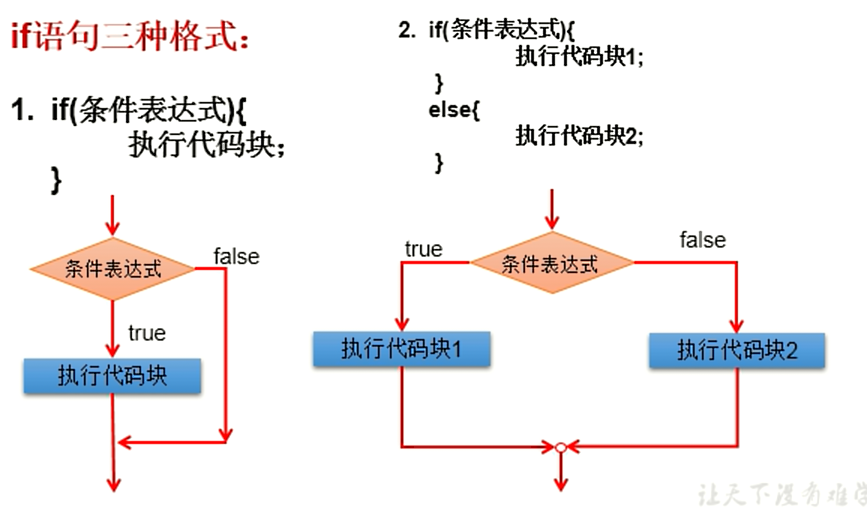 if语句三种格式：
1. if(条件表达式){
执行代码块；
}
2. if(条件表达式){
执行代码块1;
}
else{
执行代码块2;
}
条件表达式
false
true
执行代码块
true
条件表达式
false
执行代码块1
执行代码块2
让天下没有难学